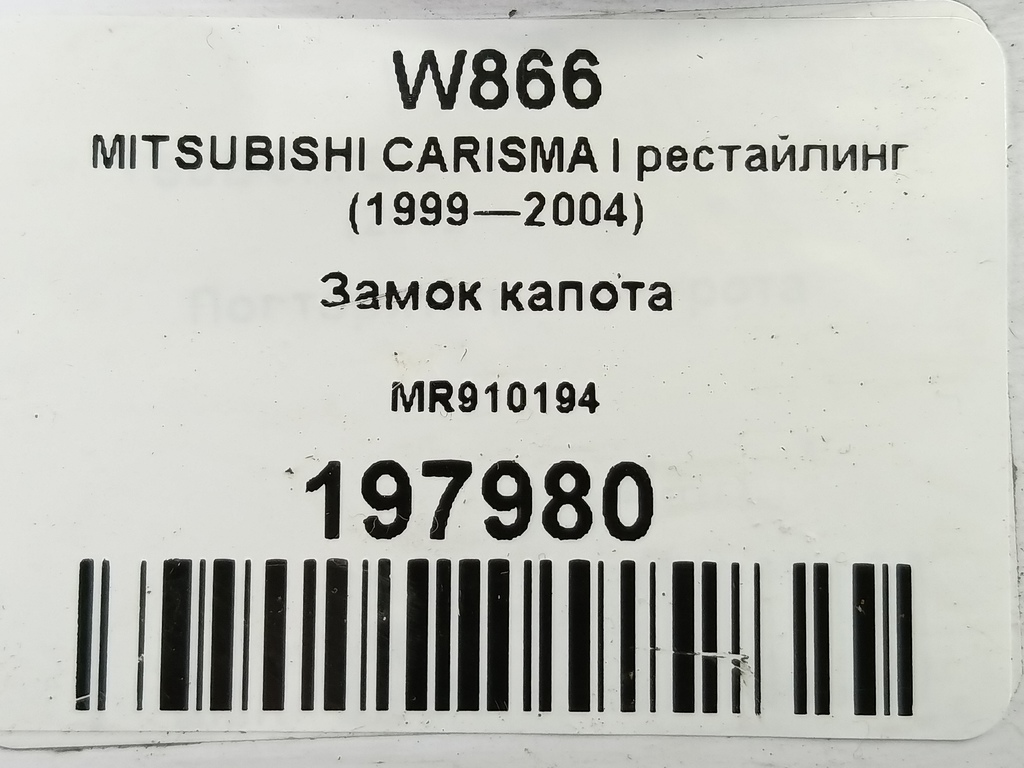 W866
MITSUBISHI CARISMA I рестайлинг
(1999—2004)
Замок капота
MR910194
197980